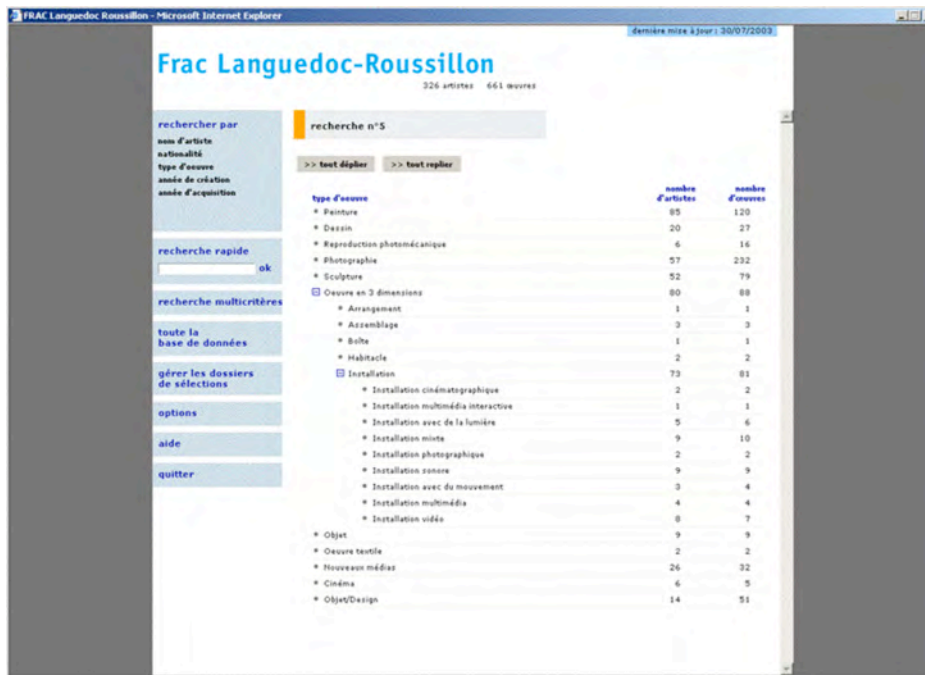 FRAC Languedoc Roussillon - Microsoft Internet Explorer
dernière mise à jour : 30/07/2003
Frac Languedoc-Roussillon
326 artistes 661 œuvres
rechercher par
nom d'artiste
nationalité
type d'oeuvre
année de création
année d'acquisition
recherche rapide
ok
recherche multicritères
toute la
base de données
gérer les dossiers
de sélections
options
aide
quitter
recherche n°5
>> tout déplier >> tout replier
type d'oeuvre nombre d'artistes nombre d'œuvres
Peinture 85 120
Dessin 20 27
Reproduction photomécanique 6 16
Photographie 57 232
Sculpture 52 79
Oeuvre en 3 dimensions 80 88
Arrangement 1 1
Assemblage 3 3
Boîte 1 1
Habitacle 2 2
Installation 73 81
Installation cinématographique 2 2
Installation multimédia interactive 1 1
Installation avec de la lumière 5 6
Installation mixte 9 10
Installation photographique 2 2
Installation sonore 9 9
Installation avec du mouvement 3 4
Installation multimédia 4 4
Installation vidéo 8 7
Objet 9 9
Oeuvre textile 2 2
Nouveaux médias 26 32
Cinéma 6 5
Objet/Design 14 51